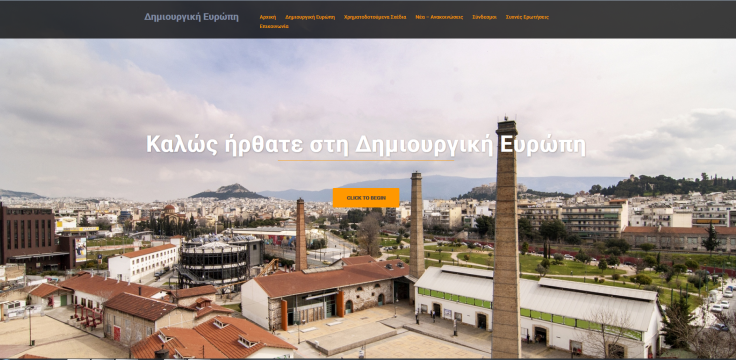 Δημιουργική Ευρώπη
Αρχική Δημιουργική Ευρώπη Χρηματοδοτούμενα Σχέδια Νέα – Ανακοινώσεις Σύνδεσμοι Συχνές Ερωτήσεις
Επικοινωνία
Καλώς ήρθατε στη Δημιουργική Ευρώπη
CLICK TO BEGIN